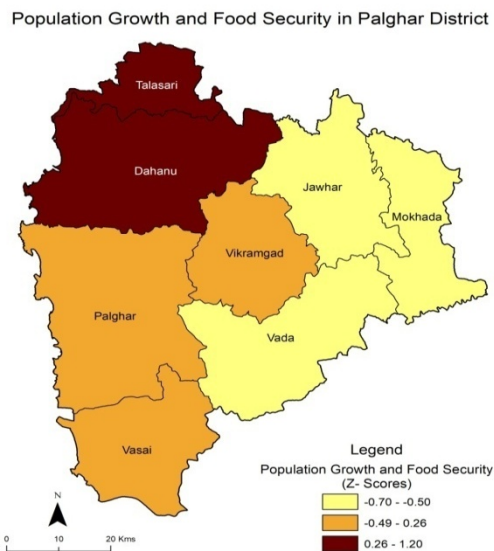 Population Growth and Food Security in Palghar District
Talasari
Dahanu
Jawhar
Mokhada
Vikramgad
Palghar
Vada
Vasai
Legend
Population Growth and Food Security
(Z- Scores)
-0.70 - -0.50
-0.49 - 0.26
0.26 - 1.20
N
0 10 20 Kms